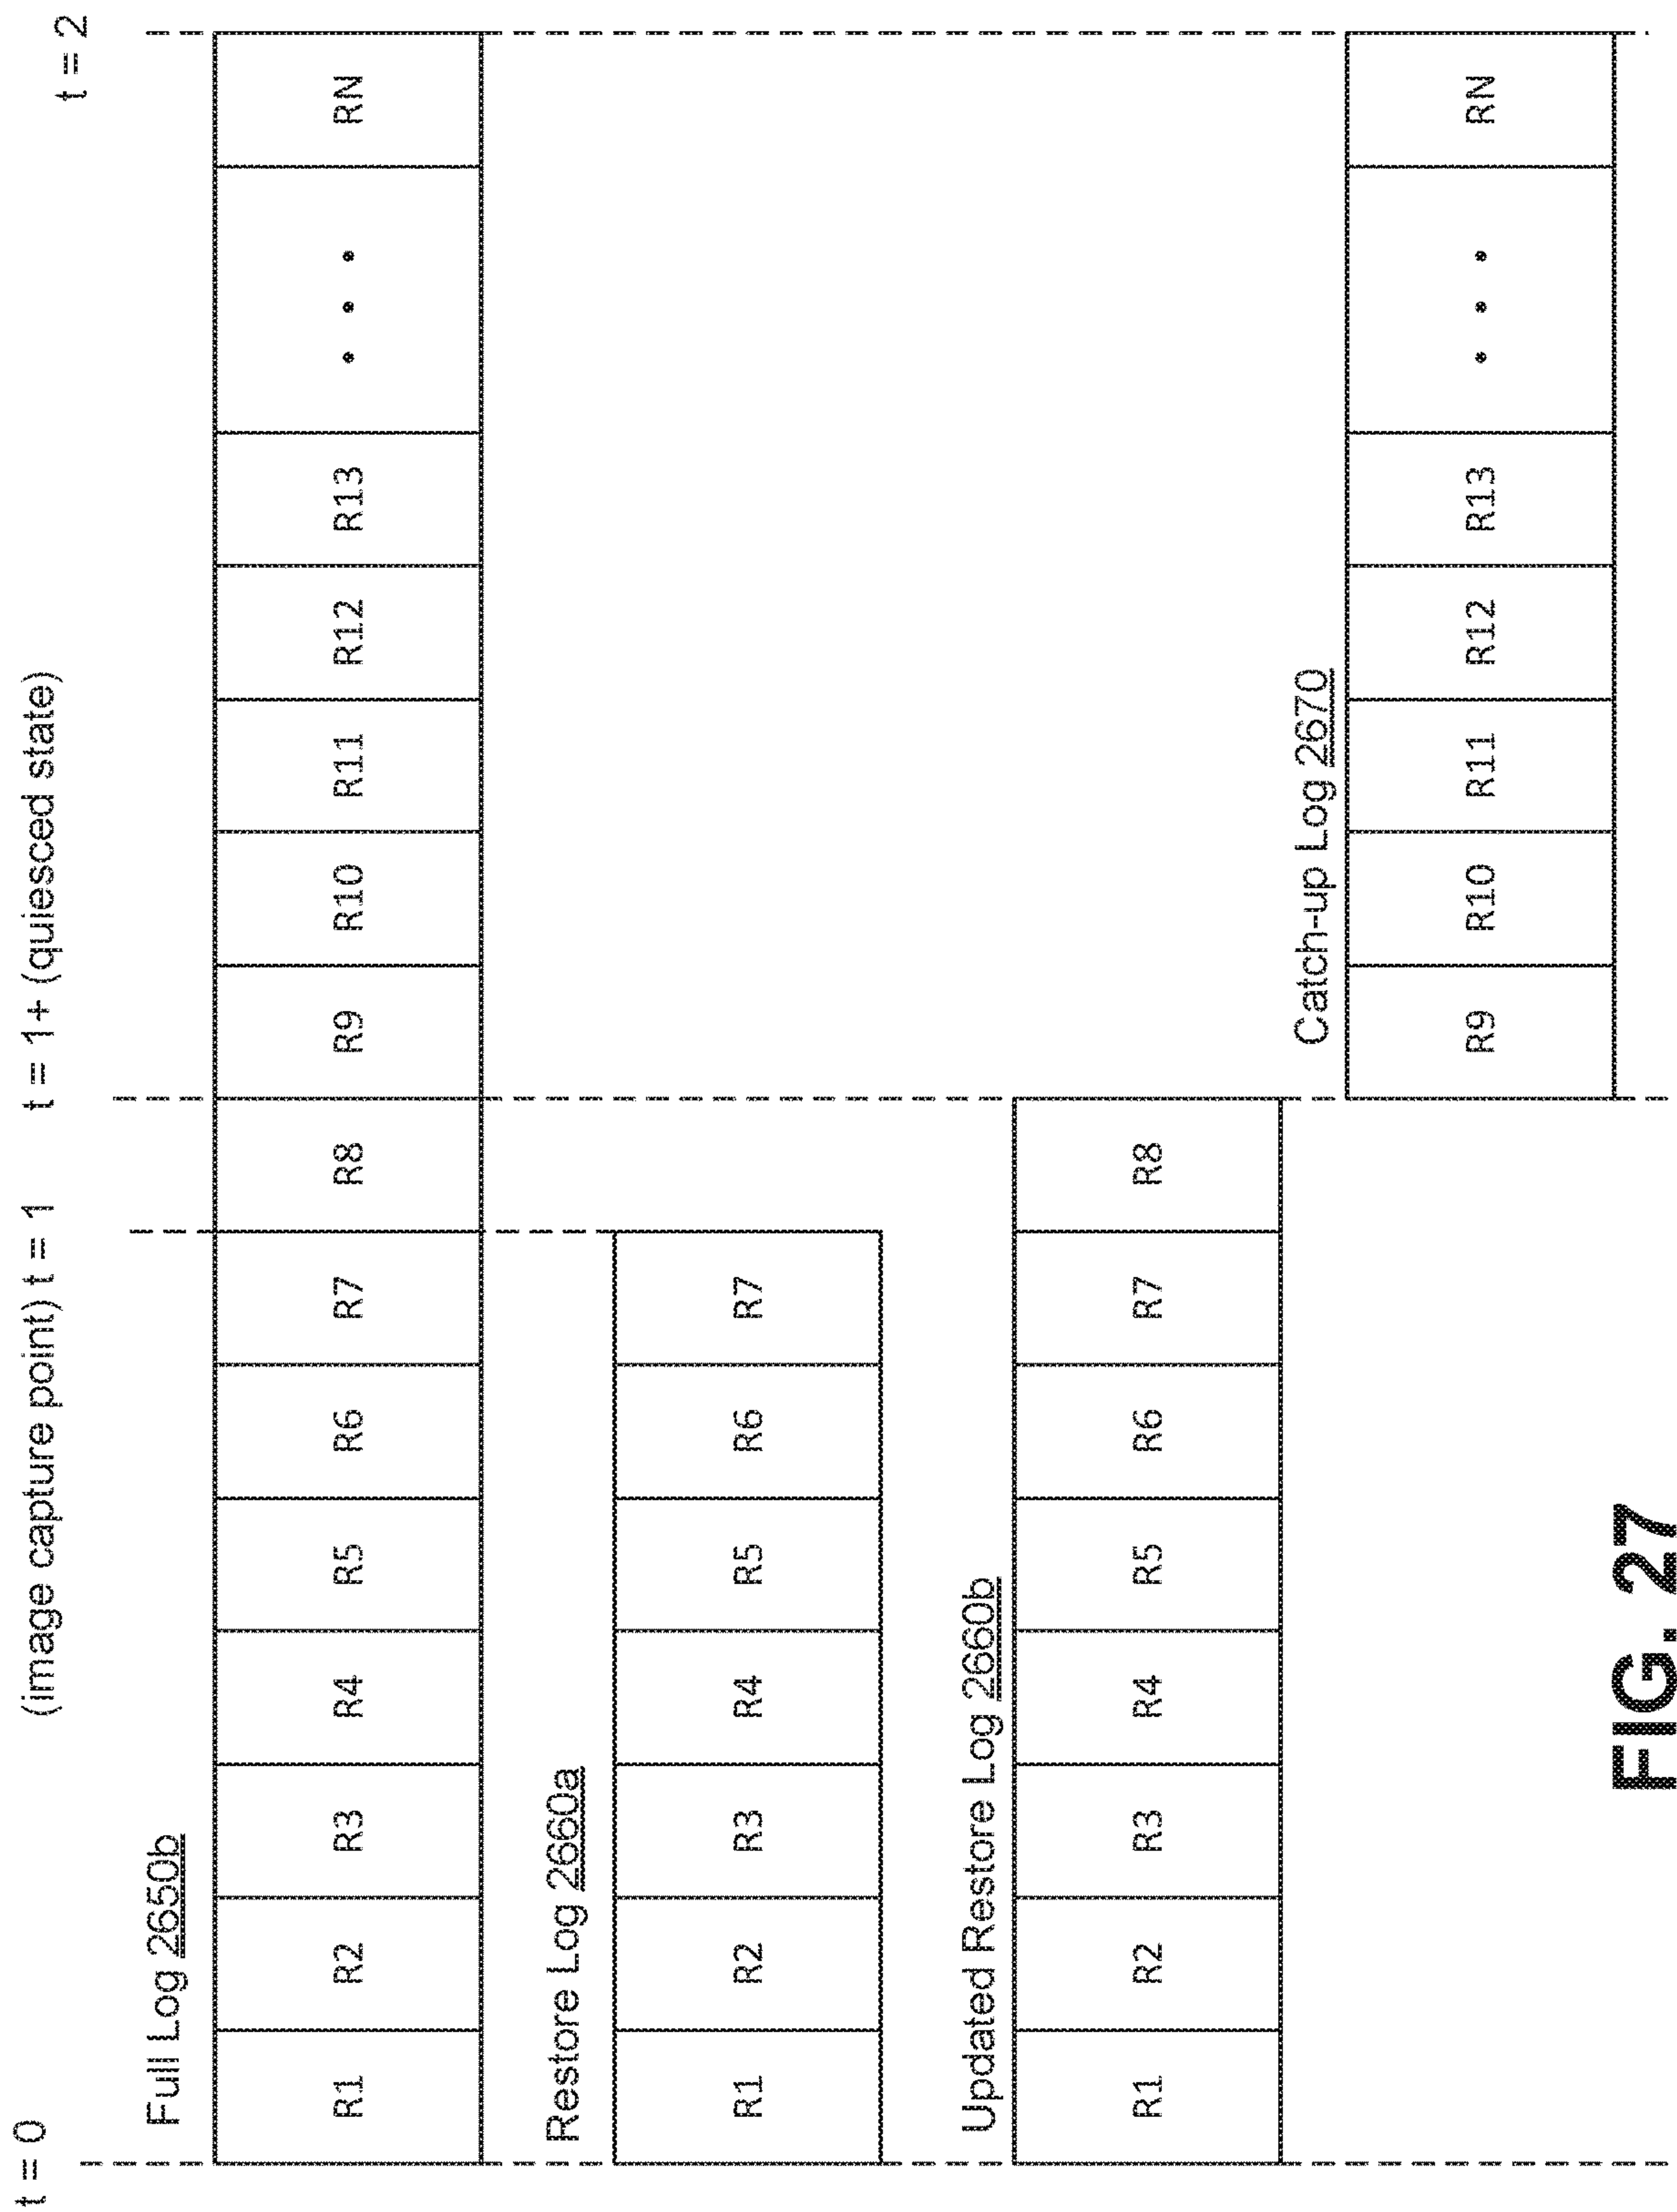 t = 0 (image capture point) t = 1 t = 1+ (quiesced state) t = 2
Full Log 2650b
R1 R2 R3 R4 R5 R6 R7 R8 R9 R10 R11 R12 R13 • • • RN
Restore Log 2660a
R1 R2 R3 R4 R5 R6 R7
Updated Restore Log 2660b
R1 R2 R3 R4 R5 R6 R7 R8
Catch-up Log 2670
R9 R10 R11 R12 R13 • • • RN
FIG. 27